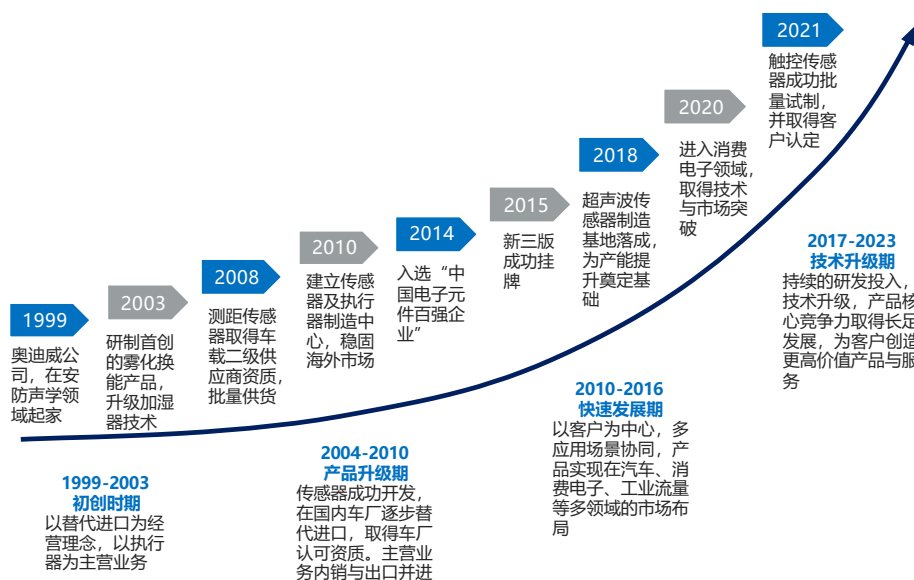 1999
奥迪威公
司，在安
防声学领
域起家
2003
研制首创
的雾化换
能产品，
升级加湿
器技术
2008
测距传感
器取得车
载二级供
应商资质，
批量供货
2010
建立传感
器及执行
器制造中
心，稳固
海外市场
2014
入选“中
国电子元
件百强企
业”
2015
新三版
成功挂
牌
2018
超声波传
感器制造
基地落成，
为产能提
升奠定基
础
2020
进入消费
电子领域，
取得技术
与市场突
破
2021
触控传感
器成功批
量试制，
并取得客
户认定
1999-2003
初创时期
以替代进口为经
营理念，以执行
器为主营业务
2004-2010
产品升级期
传感器成功开发，
在国内车厂逐步替
代进口，取得车厂
认可资质。主营业
务内销与出口并进
2010-2016
快速发展期
以客户为中心，多
应用场景协同，产
品实现在汽车、消
费电子、工业流量
等多领域的市场布
局
2017-2023
技术升级期
持续的研发投入，
技术升级，产品核
心竞争力取得长足
发展，为客户创造
更高价值产品与服
务